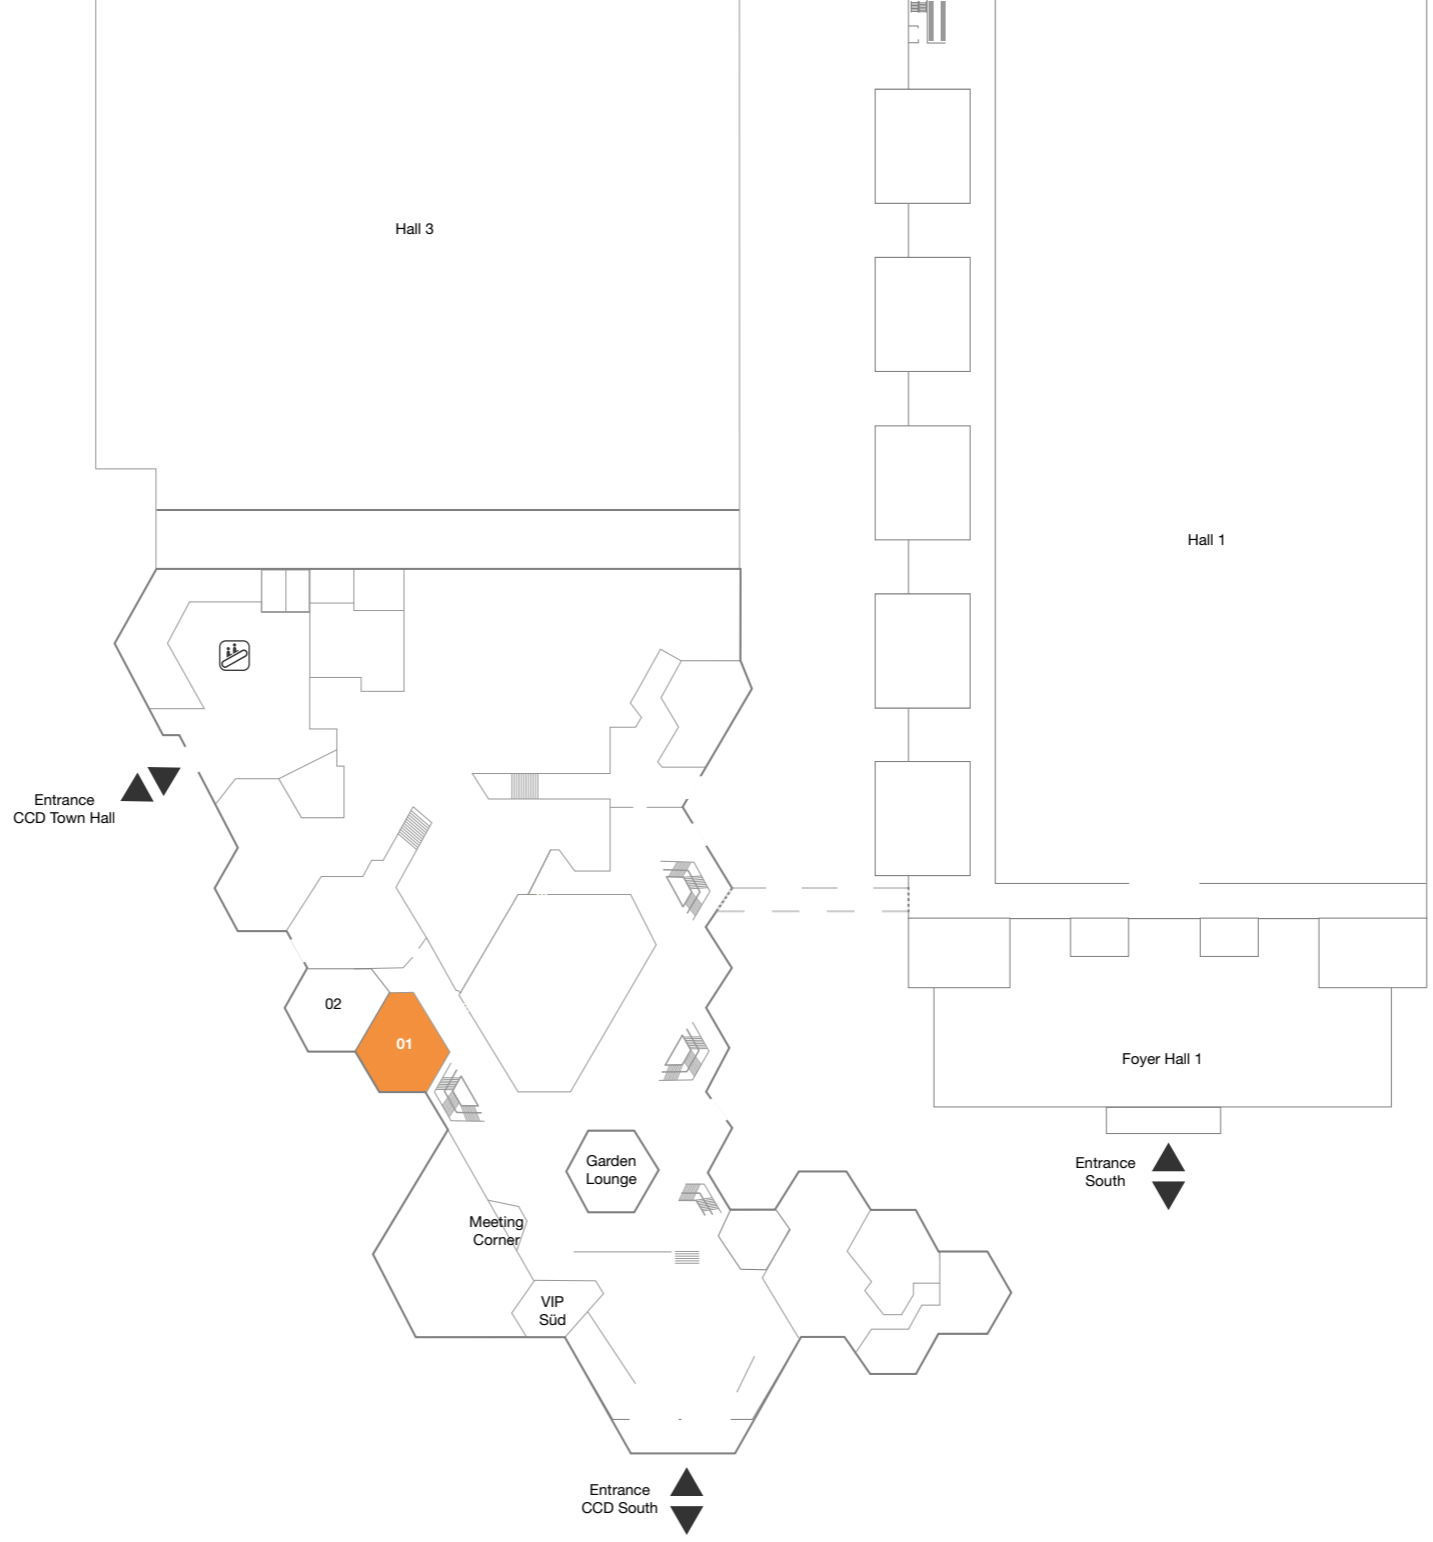 Hall 3
Hall 1
Entrance
CCD Town Hall
02
01
Foyer Hall 1
Garden
Lounge
Entrance
South
Meeting
Corner
VIP
Süd
Entrance
CCD South